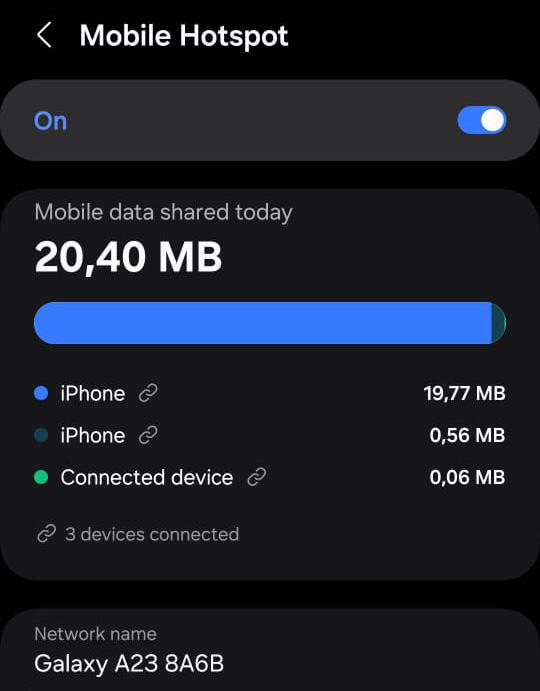 Mobile Hotspot
On
Mobile data shared today
20,40 MB
iPhone 19,77 MB
iPhone 0,56 MB
Connected device 0,06 MB
3 devices connected
Network name
Galaxy A23 8A6B